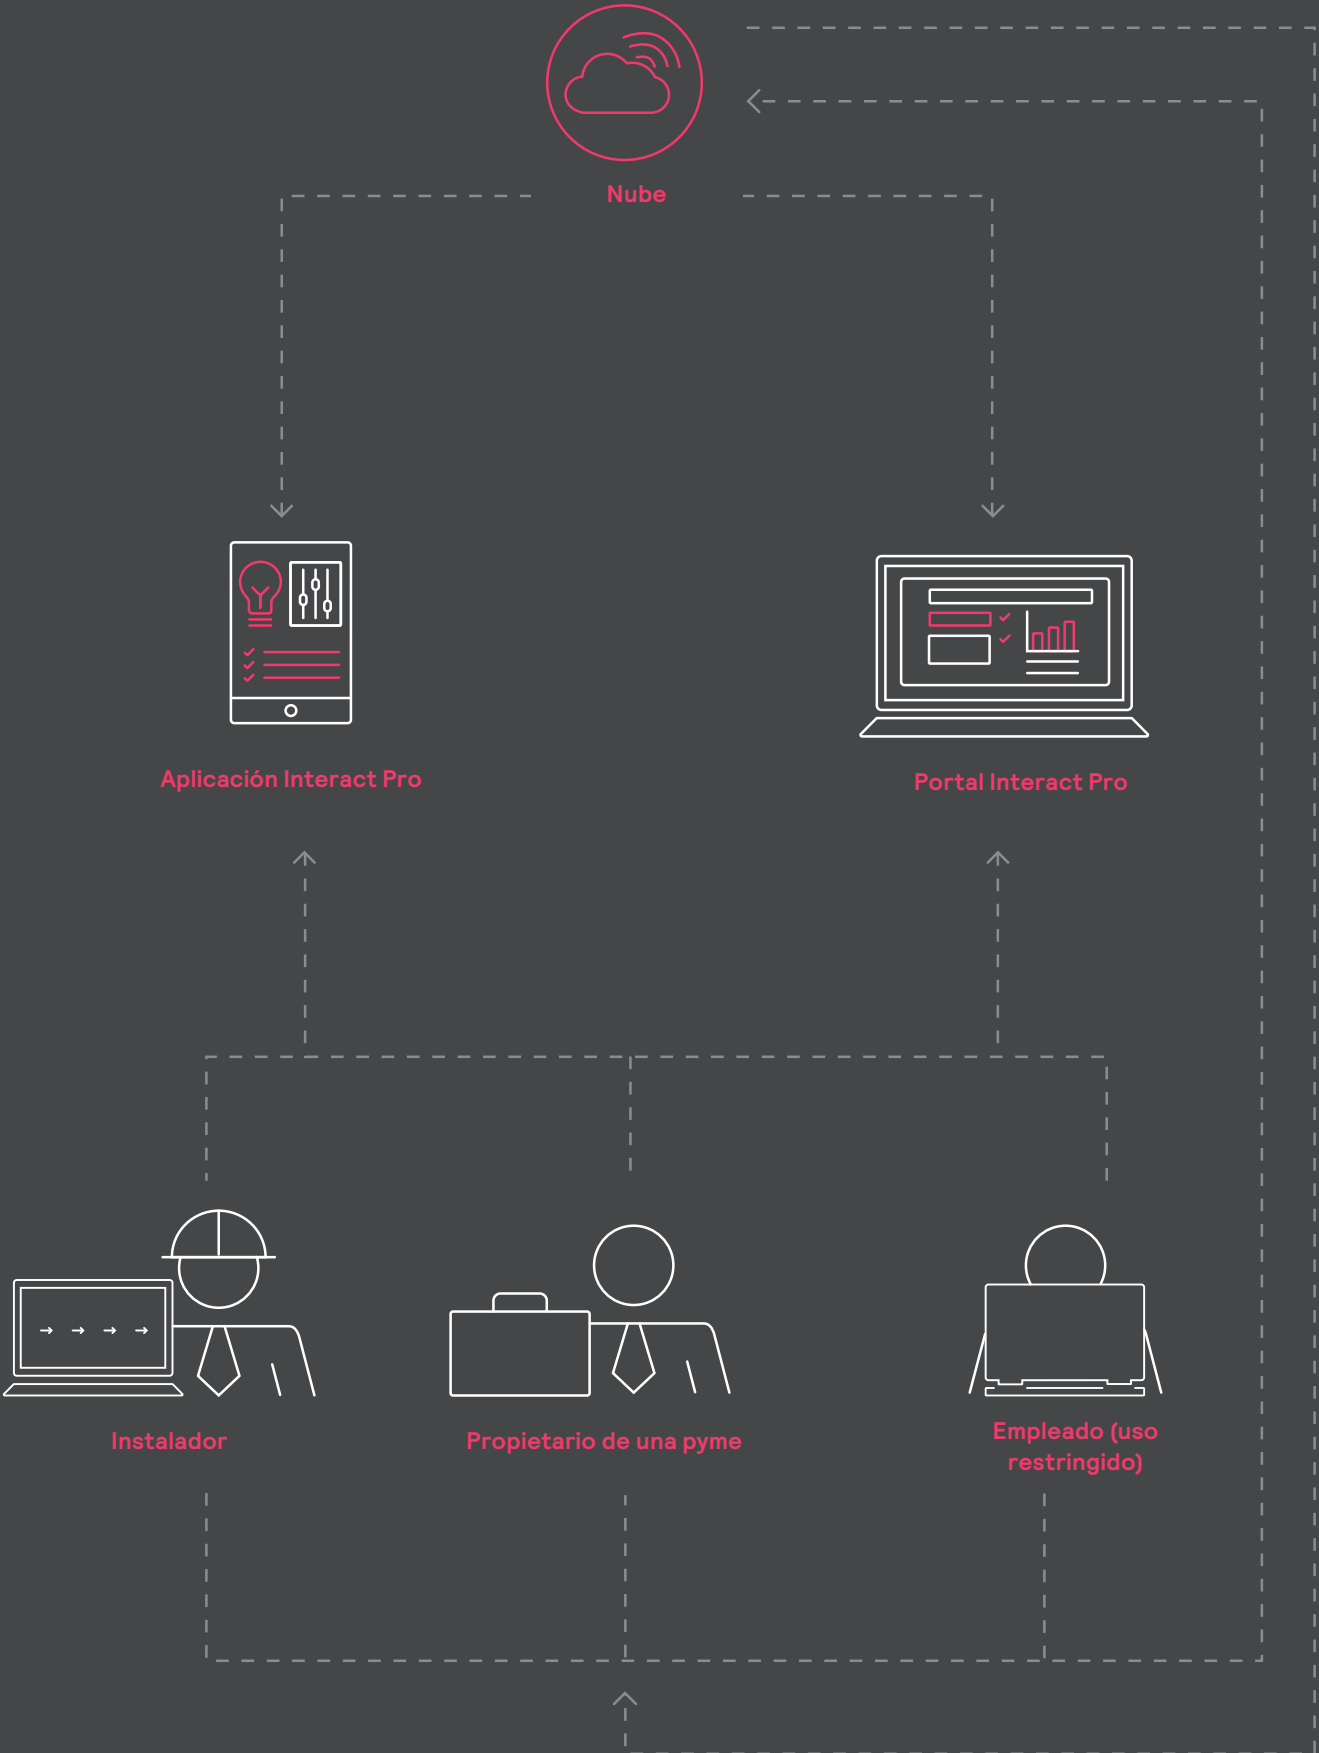 Nube
Aplicación Interact Pro
Portal Interact Pro
Instalador
Propietario de una pyme
Empleado (uso
restringido)